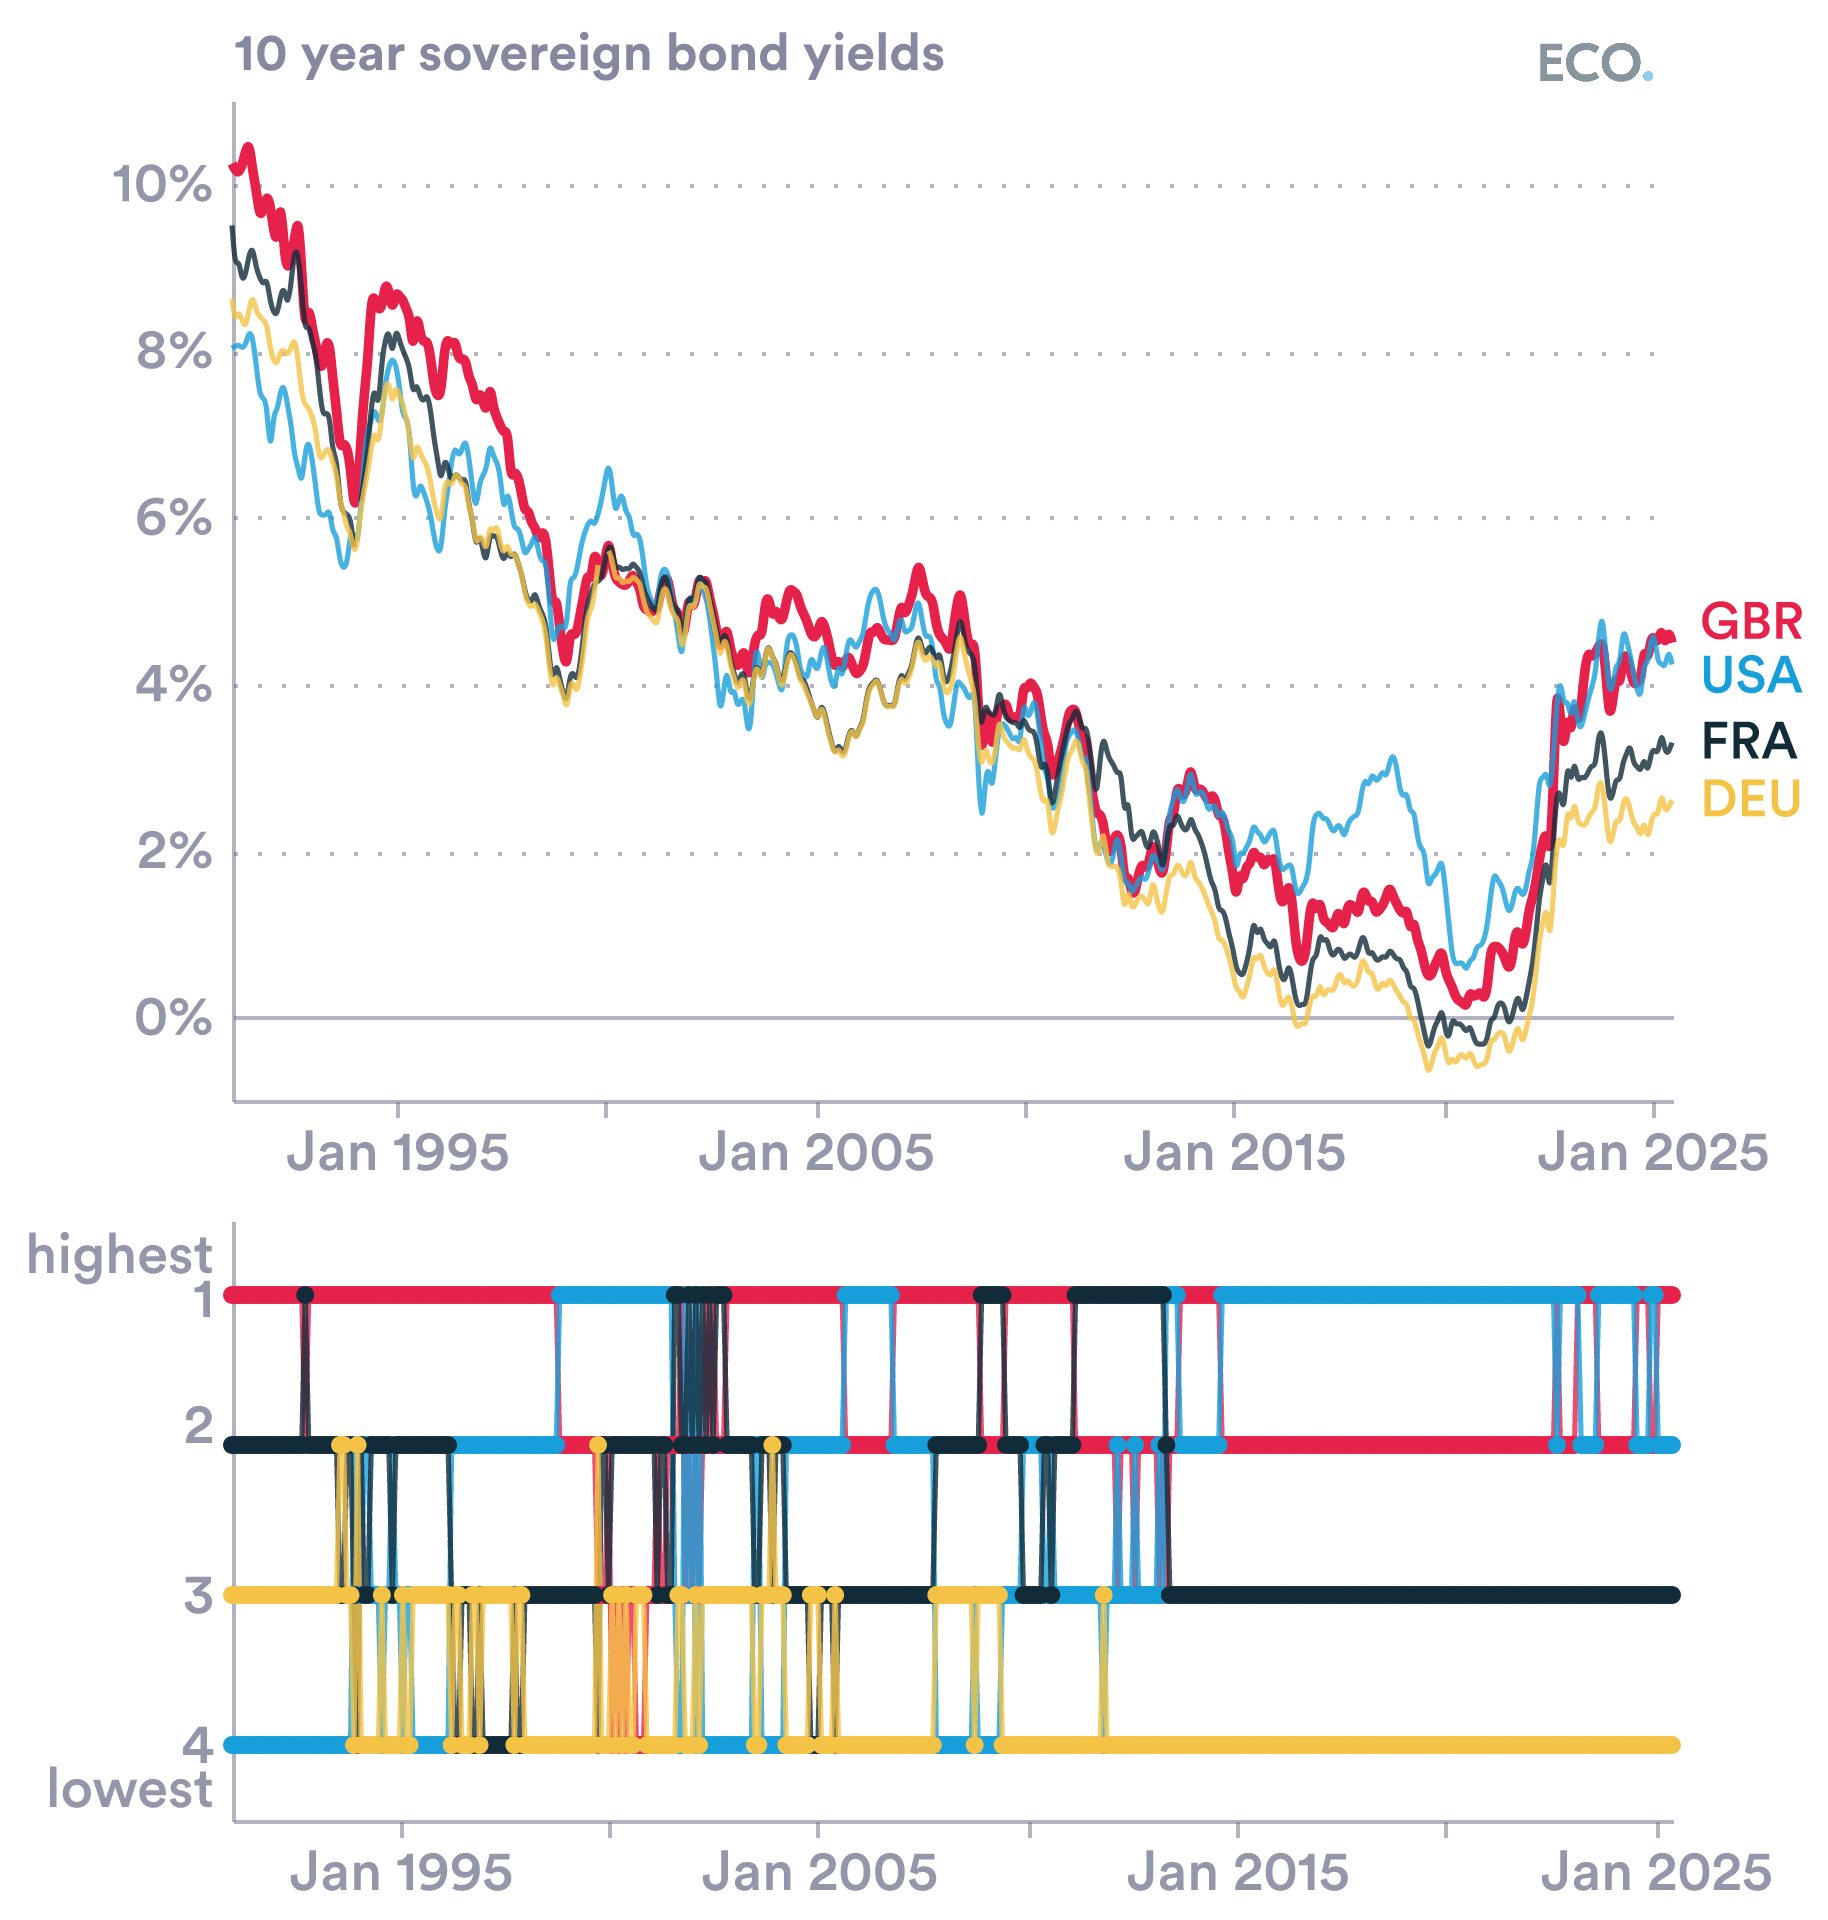 10 year sovereign bond yields
ECO.
10%
8%
6%
4%
2%
0%
GBR
USA
FRA
DEU
Jan 1995
Jan 2005
Jan 2015
Jan 2025
highest
1
2
3
4
lowest
Jan 1995
Jan 2005
Jan 2015
Jan 2025